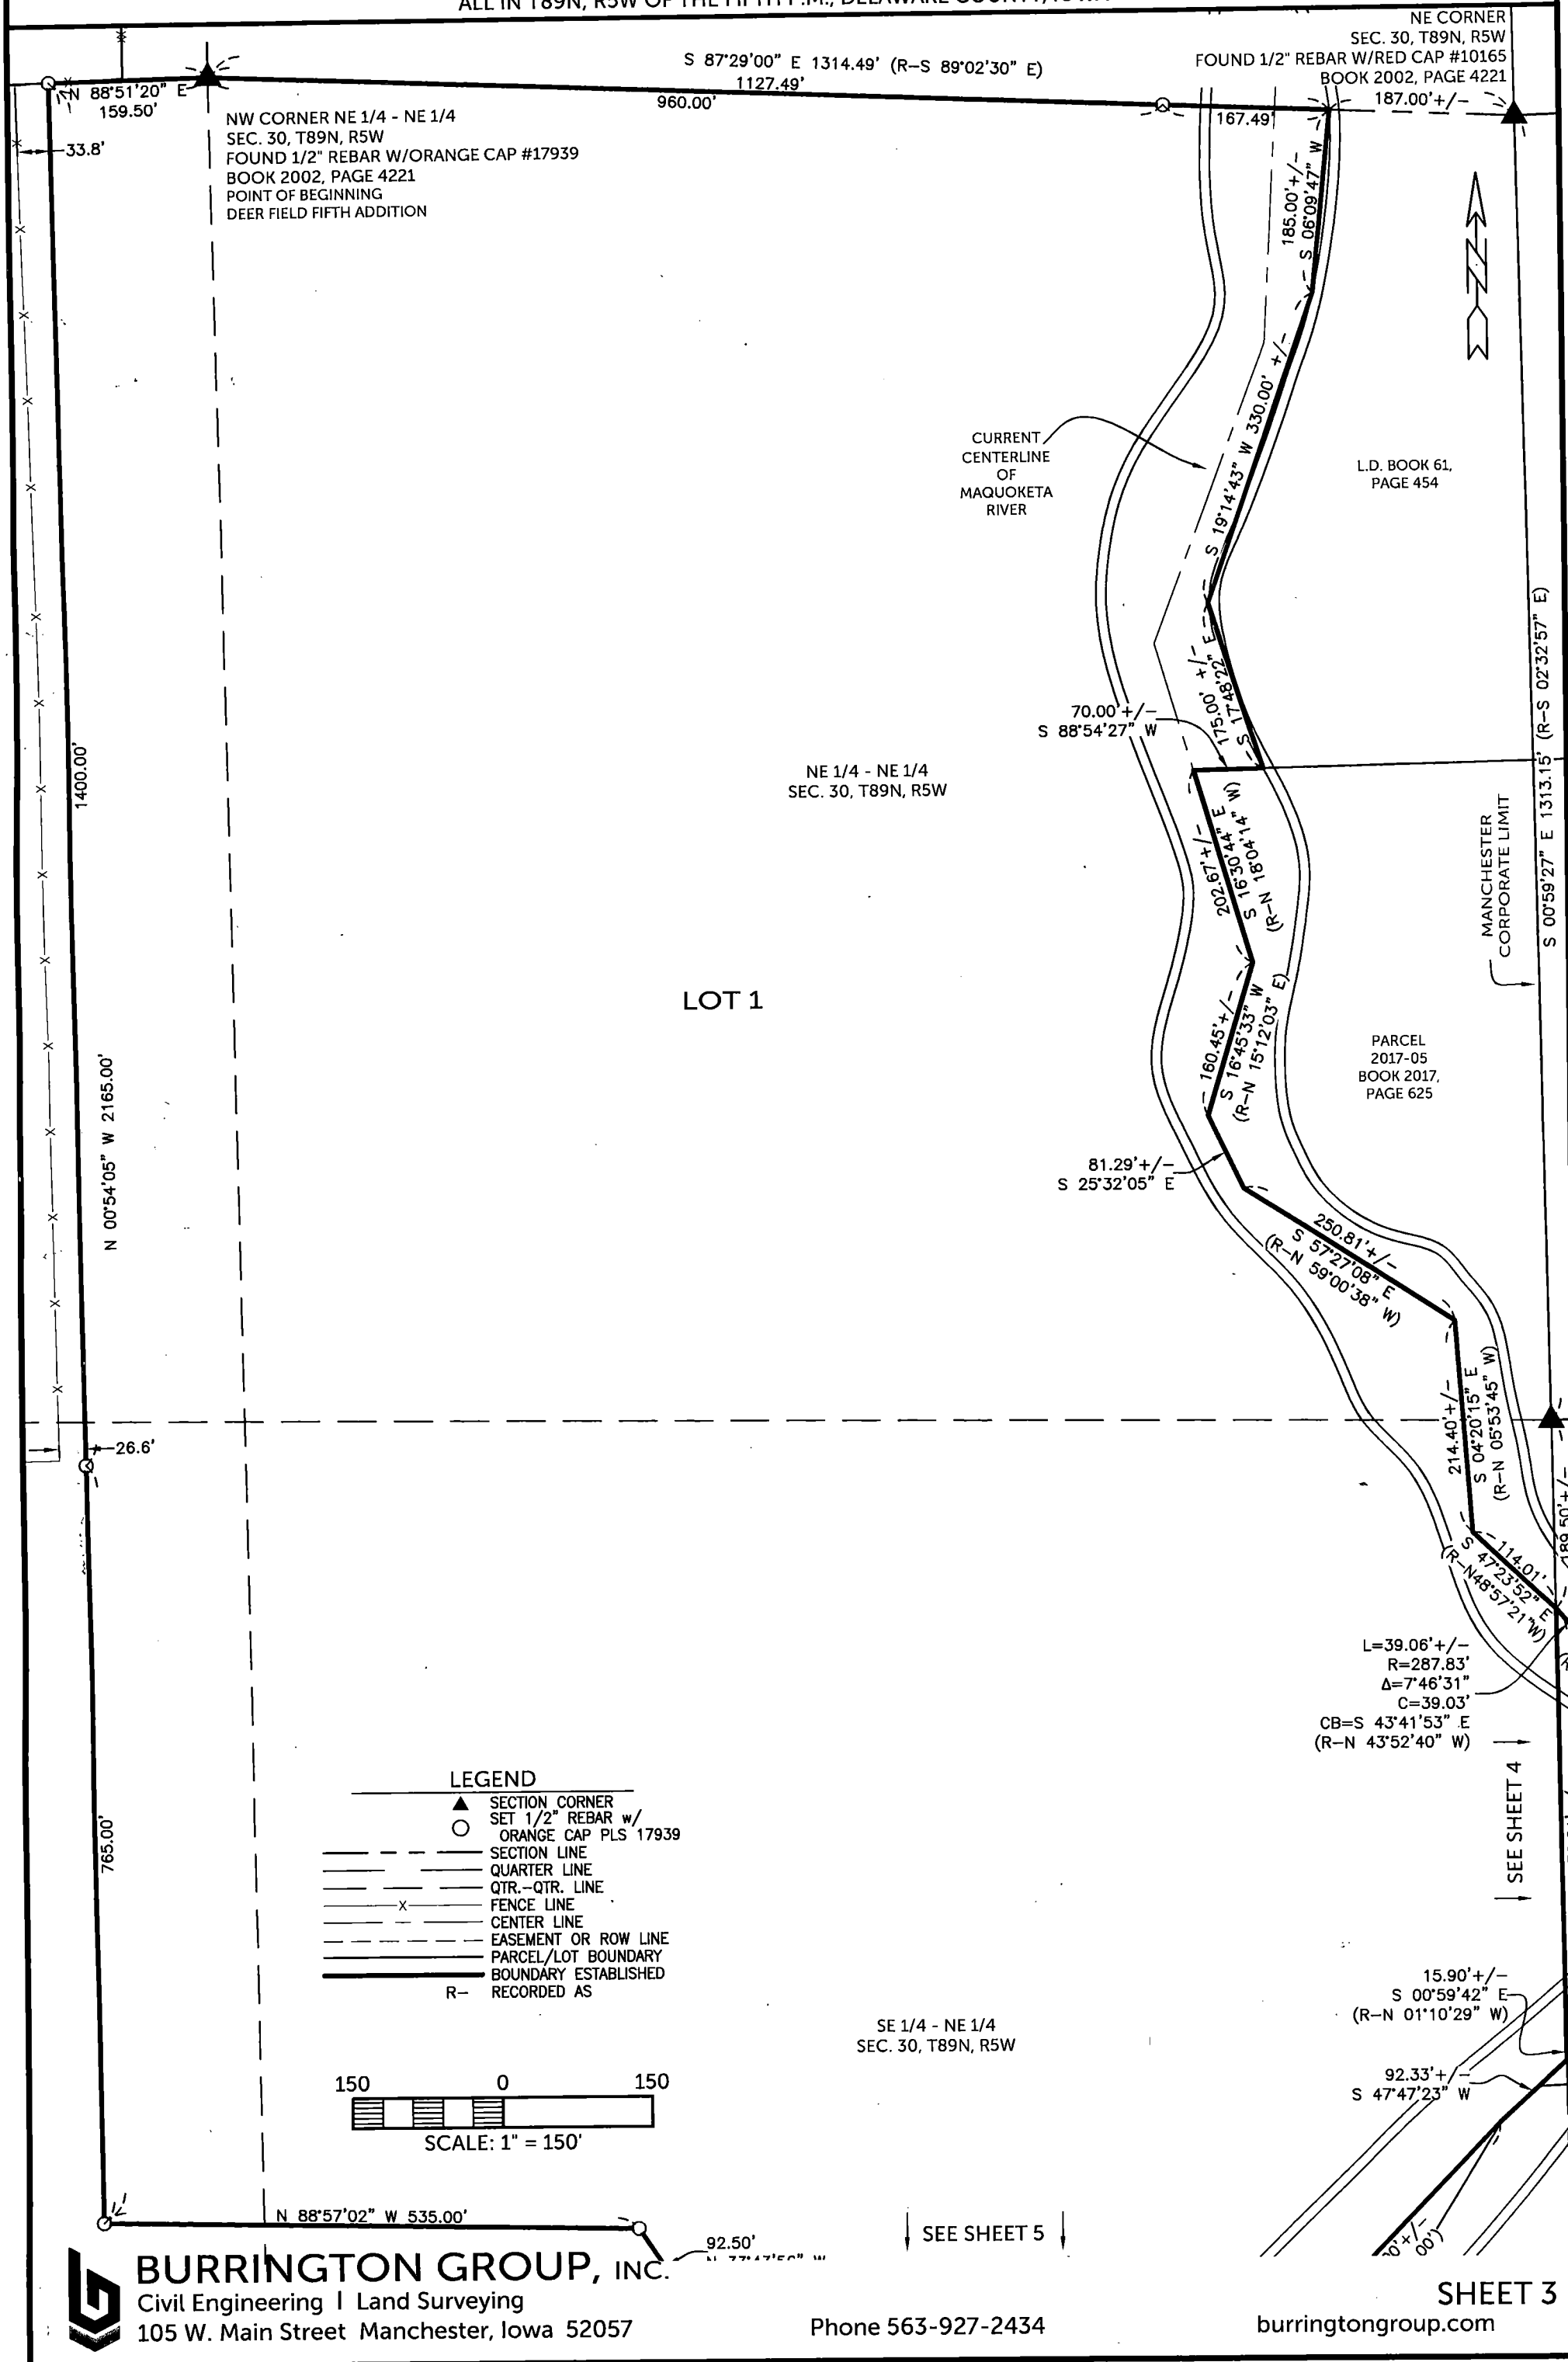 ALL IN T89N, R5W OF THE FIFTH P.M., DELAWARE COUNTY, IOWA
NE CORNER
SEC. 30, T89N, R5W
FOUND 1/2" REBAR W/RED CAP #10165
BOOK 2002, PAGE 4221
187.00'+/-
S 87°29'00" E 1314.49' (R-S 89°02'30" E)
1127.49'
960.00'
167.49'
N 88°51'20" E
159.50'
33.8'
NW CORNER NE 1/4 - NE 1/4
SEC. 30, T89N, R5W
FOUND 1/2" REBAR W/ORANGE CAP #17939
BOOK 2002, PAGE 4221
POINT OF BEGINNING
DEER FIELD FIFTH ADDITION
185.00'+/-
S 06°09'47" W
N
S 19°14'43" W 330.00' +/-
CURRENT
CENTERLINE
OF
MAQUOKETA
RIVER
L.D. BOOK 61,
PAGE 454
175.00' +/-
S 17°48'22" E
70.00'+/-
S 88°54'27" W
S 00°59'27" E 1313.15' (R-S 02°32'57" E)
1400.00'
NE 1/4 - NE 1/4
SEC. 30, T89N, R5W
202.67'+/-
S 16°30'44" E
(R-N 18°04'14" W)
MANCHESTER
CORPORATE LIMIT
LOT 1
160.45'+/-
S 16°45'33" W
(R-N 15°12'03" E)
PARCEL
2017-05
BOOK 2017,
PAGE 625
N 00°54'05" W 2165.00'
81.29'+/-
S 25°32'05" E
250.81'+/-
S 57°27'08" E
(R-N 59°00'38" W)
214.40'+/-
S 04°20'15" E
(R-N 05°53'45" W)
26.6'
189.50'+/-
114.01'
S 47°23'52" E
(R-N48°57'21"W)
L=39.06'+/-
R=287.83'
Δ=7°46'31"
C=39.03'
CB=S 43°41'53" E
(R-N 43°52'40" W)
SEE SHEET 4
765.00'
LEGEND
SECTION CORNER
SET 1/2" REBAR w/
ORANGE CAP PLS 17939
SECTION LINE
QUARTER LINE
QTR.-QTR. LINE
X FENCE LINE
CENTER LINE
EASEMENT OR ROW LINE
PARCEL/LOT BOUNDARY
BOUNDARY ESTABLISHED
R- RECORDED AS
15.90'+/-
S 00°59'42" E
(R-N 01°10'29" W)
SE 1/4 - NE 1/4
SEC. 30, T89N, R5W
92.33'+/-
S 47°47'23" W
150 0 150
SCALE: 1" = 150'
N 88°57'02" W 535.00'
92.50'
SEE SHEET 5
BURRINGTON GROUP, INC.
Civil Engineering | Land Surveying
105 W. Main Street Manchester, Iowa 52057
Phone 563-927-2434
SHEET 3
burringtongroup.com